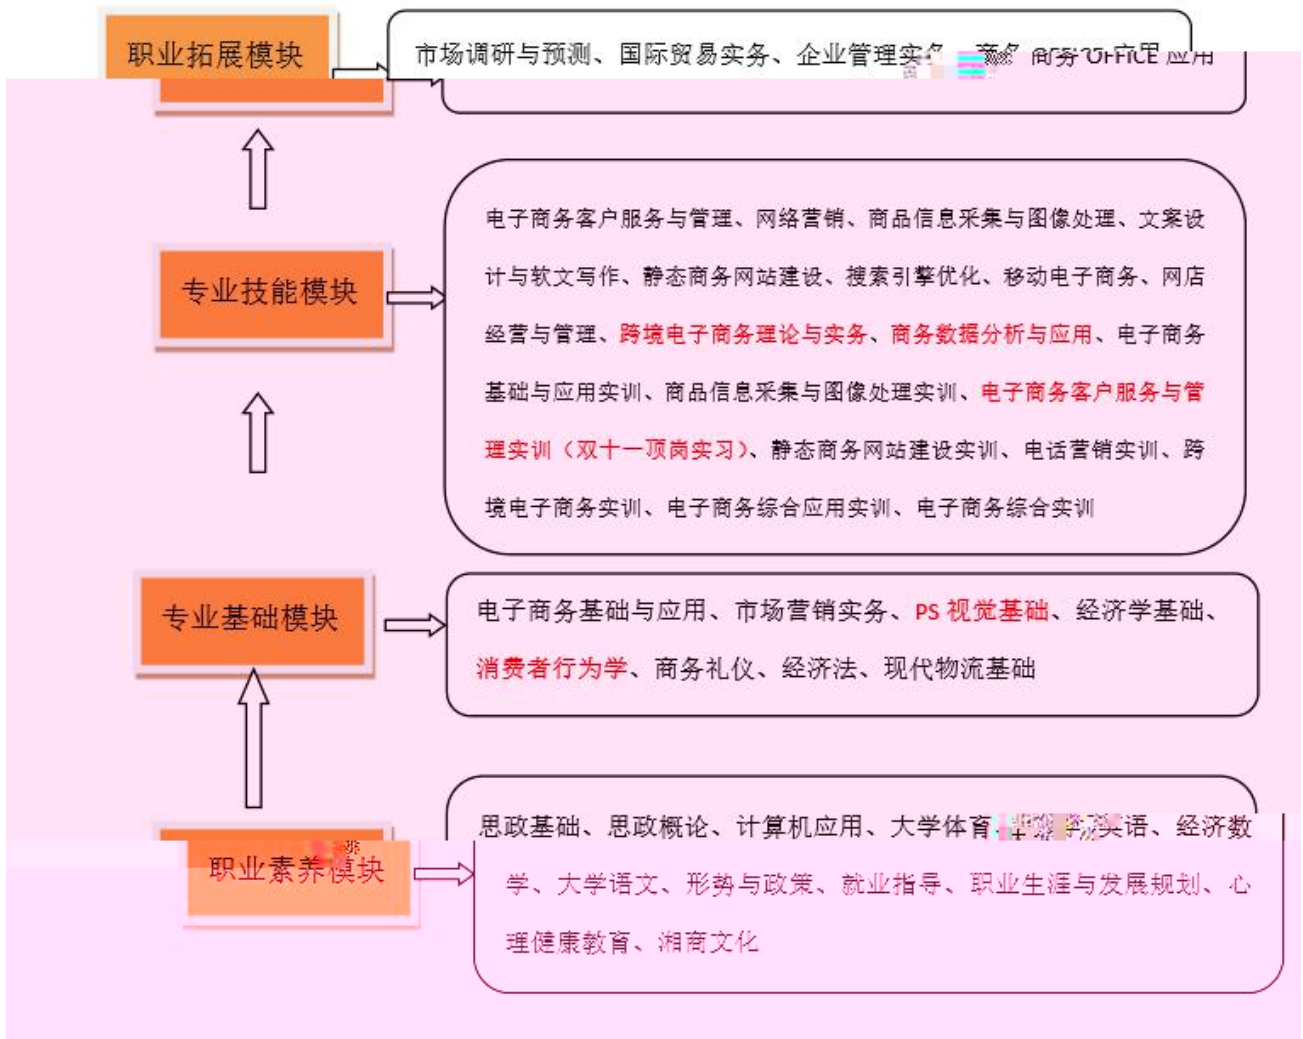 职业拓展模块
市场调研与预测、国际贸易实务、企业管理实务 商务 OFFICE 应用
专业技能模块
电子商务客户服务与管理、网络营销、商品信息采集与图像处理、文案设
计与软文写作、静态商务网站建设、搜索引擎优化、移动电子商务、网店
经营与管理、跨境电子商务理论与实务、商务数据分析与应用、电子商务
基础与应用实训、商品信息采集与图像处理实训、电子商务客户服务与管
理实训（双十一顶岗实习）、静态商务网站建设实训、电话营销实训、跨
境电子商务实训、电子商务综合应用实训、电子商务综合实训
专业基础模块
电子商务基础与应用、市场营销实务、PS 视觉基础、经济学基础、
消费者行为学、商务礼仪、经济法、现代物流基础
职业素养模块
思政基础、思政概论、计算机应用、大学体育 英语、经济数
学、大学语文、形势与政策、就业指导、职业生涯与发展规划、心
理健康教育、湘商文化